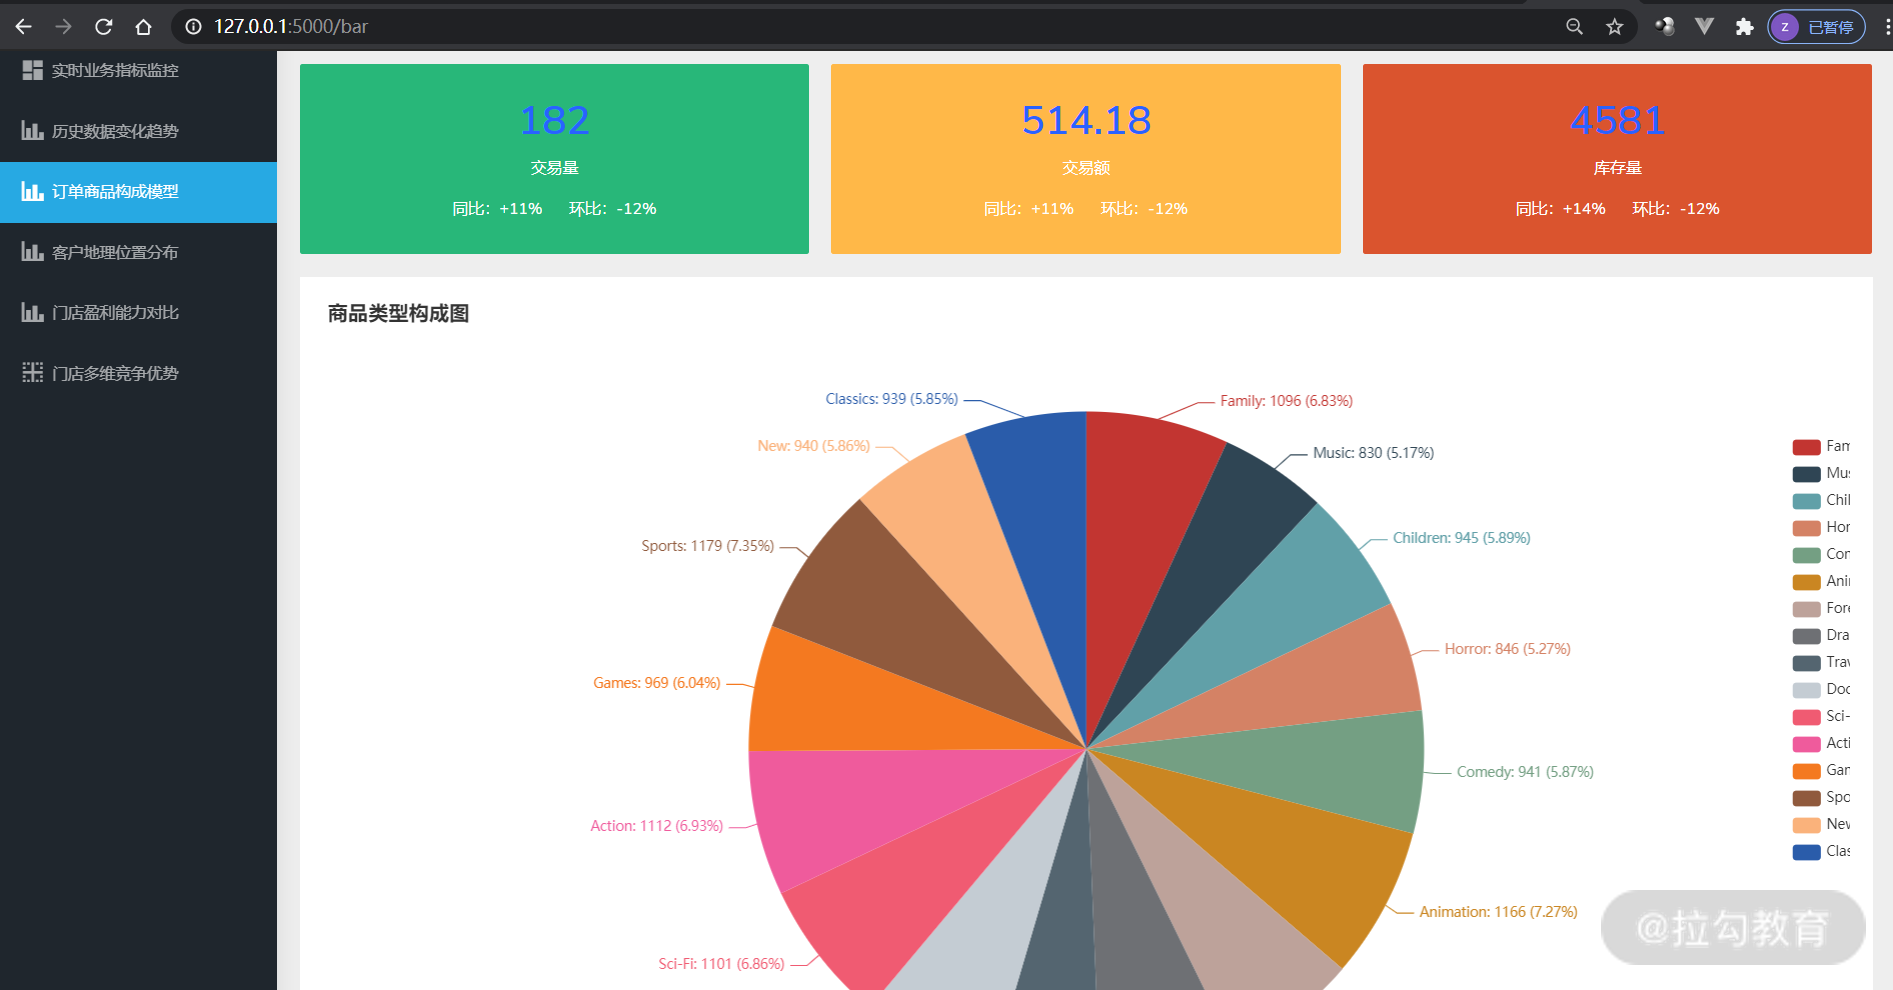 127.0.0.1:5000/bar
z 已暂停
实时业务指标监控
历史数据变化趋势
订单商品构成模型
客户地理位置分布
门店盈利能力对比
门店多维竞争优势
182
交易量
同比：+11% 环比：-12%
514.18
交易额
同比：+11% 环比：-12%
4581
库存量
同比：+14% 环比：-12%
商品类型构成图
Classics: 939 (5.85%)
Family: 1096 (6.83%)
New: 940 (5.86%)
Music: 830 (5.17%)
Sports: 1179 (7.35%)
Children: 945 (5.89%)
Games: 969 (6.04%)
Horror: 846 (5.27%)
Action: 1112 (6.93%)
Comedy: 941 (5.87%)
Sci-Fi: 1101 (6.86%)
Animation: 1166 (7.27%)
Fam
Mus
Chil
Hor
Com
Ani
Fore
Dra
Trav
Doc
Sci-
Acti
Gam
Spo
New
Clas
@拉勾教育